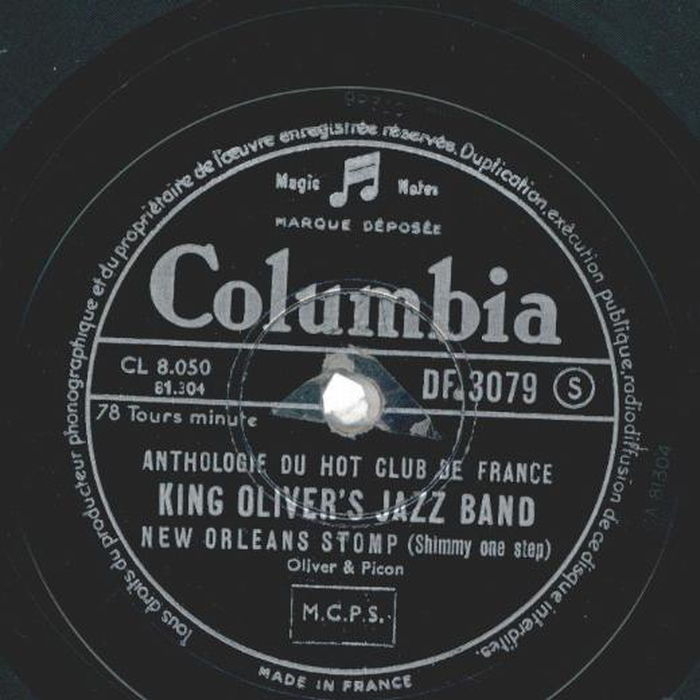 Tous droits du producteur phonographique et du propriétaire de l'œuvre enregistrée réservés. Duplication, exécution publique, radiodiffusion de ce disque interdites.
Magic Notes
MARQUE DÉPOSÉE
Columbia
CL 8.050 DF.3079 S
81.304
78 Tours minute
ANTHOLOGIE DU HOT CLUB DE FRANCE
KING OLIVER'S JAZZ BAND
NEW ORLEANS STOMP (Shimmy one step)
Oliver & Picon
M.C.P.S.
MADE IN FRANCE